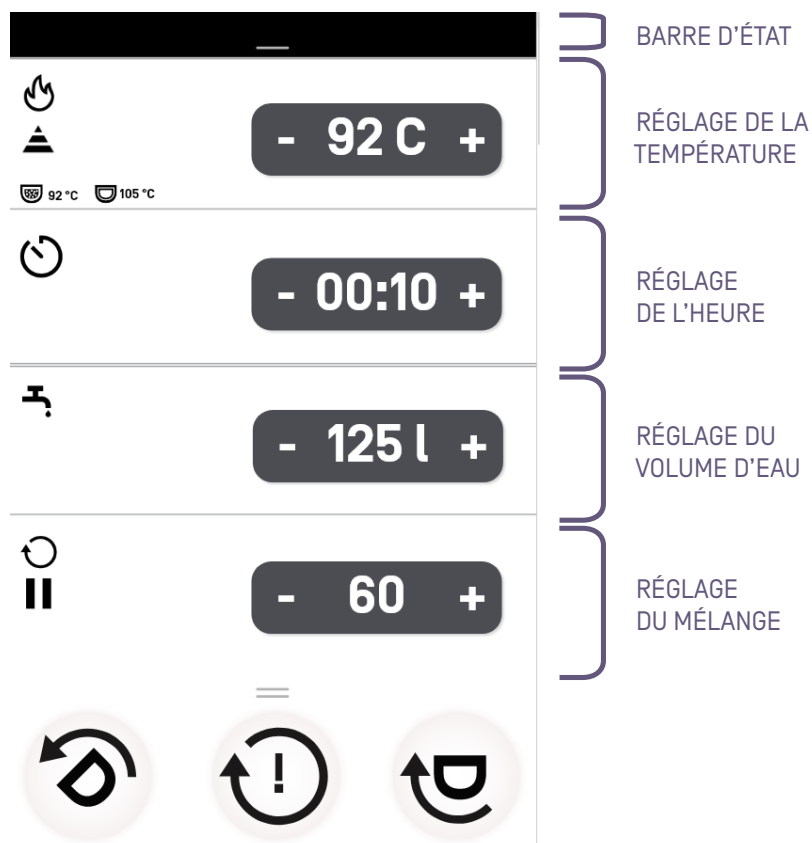 BARRE D’ÉTAT
- 92 C +
92 °C 105 °C
RÉGLAGE DE LA
TEMPÉRATURE
- 00:10 +
RÉGLAGE
DE L’HEURE
- 125 l +
RÉGLAGE DU
VOLUME D’EAU
- 60 +
RÉGLAGE
DU MÉLANGE
!